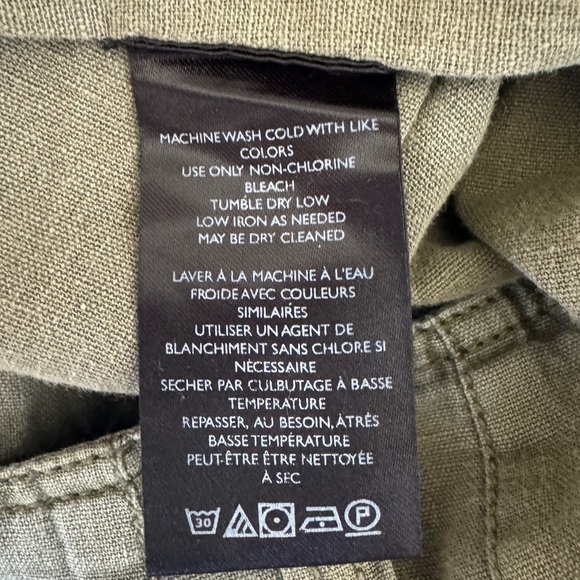 MACHINE WASH COLD WITH LIKE
COLORS
USE ONLY NON-CHLORINE
BLEACH
TUMBLE DRY LOW
LOW IRON AS NEEDED
MAY BE DRY CLEANED
LAVER À LA MACHINE À L'EAU
FROIDE AVEC COULEURS
SIMILAIRES
UTILISER UN AGENT DE
BLANCHIMENT SANS CHLORE SI
NÉCESSAIRE
SECHER PAR CULBUTAGE À BASSE
TEMPERATURE
REPASSER, AU BESOIN, ÀTRÉS
BASSE TEMPÉRATURE
PEUT-ÊTRE ÊTRE NETTOYÉE
À SEC
30 P